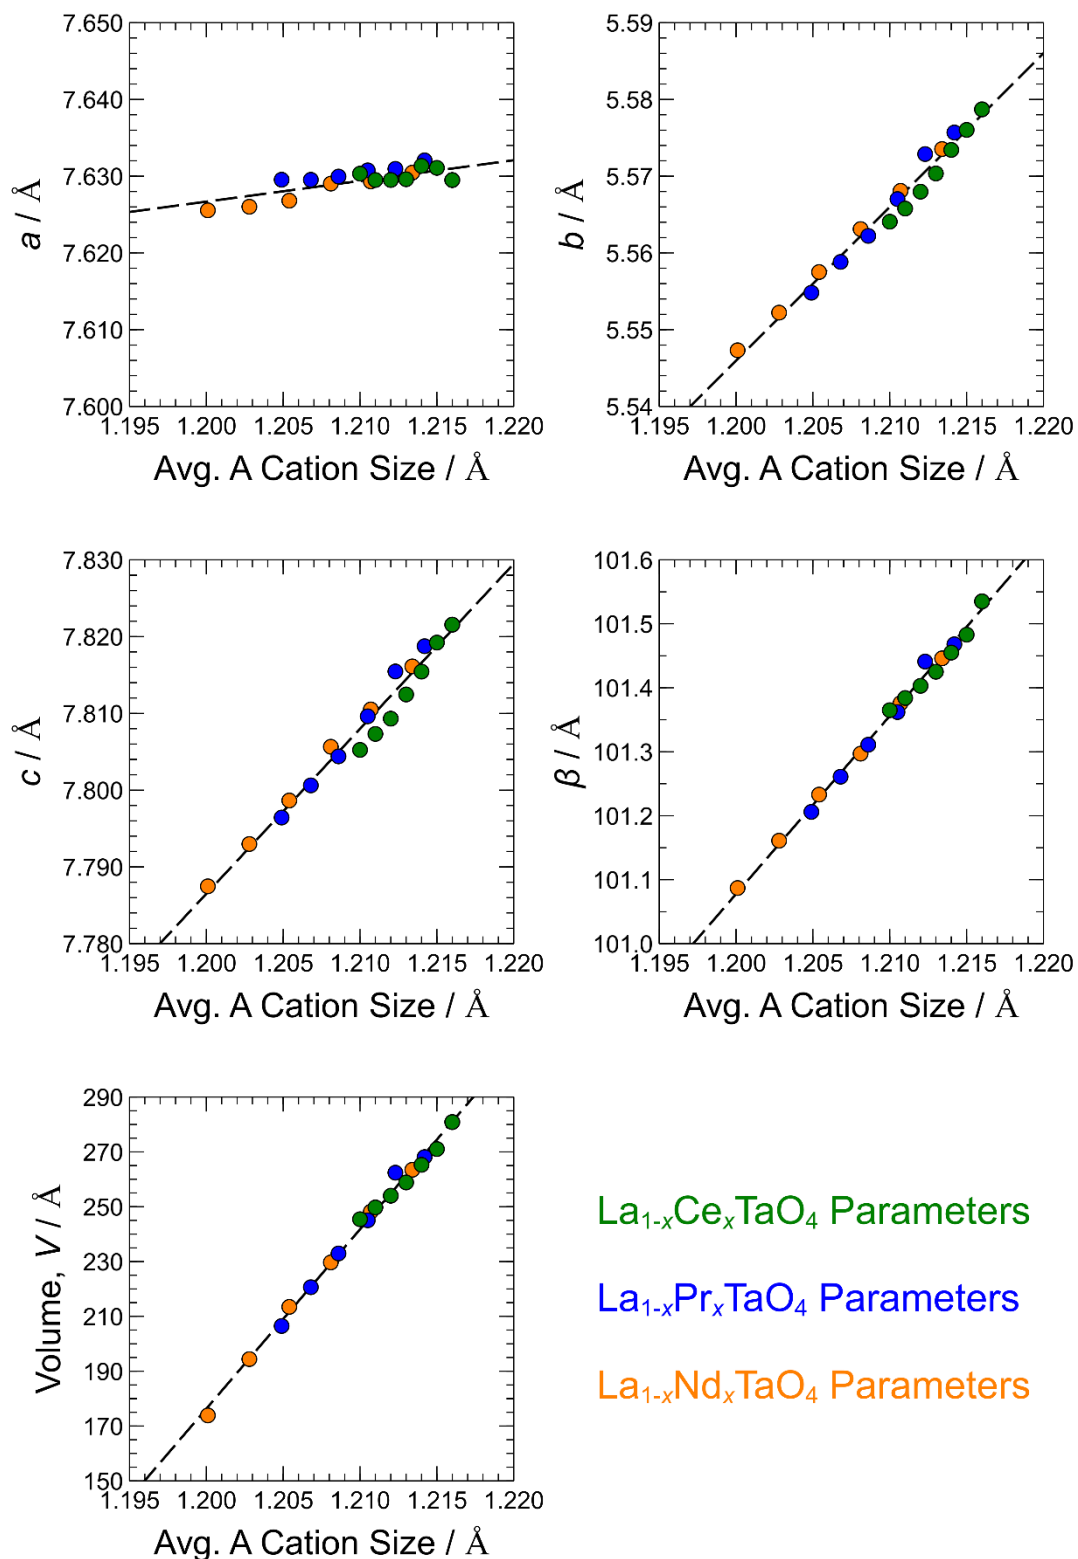 7.650
7.640
7.630
7.620
7.610
7.600
a / Å
1.195 1.200 1.205 1.210 1.215 1.220
Avg. A Cation Size / Å
5.59
5.58
5.57
5.56
5.55
5.54
b / Å
1.195 1.200 1.205 1.210 1.215 1.220
Avg. A Cation Size / Å
7.830
7.820
7.810
7.800
7.790
7.780
c / Å
1.195 1.200 1.205 1.210 1.215 1.220
Avg. A Cation Size / Å
101.6
101.5
101.4
101.3
101.2
101.1
101.0
β / Å
1.195 1.200 1.205 1.210 1.215 1.220
Avg. A Cation Size / Å
290
270
250
230
210
190
170
150
Volume, V / Å
1.195 1.200 1.205 1.210 1.215 1.220
Avg. A Cation Size / Å
La₁₋ₓCeₓTaO₄ Parameters
La₁₋ₓPrₓTaO₄ Parameters
La₁₋ₓNdₓTaO₄ Parameters